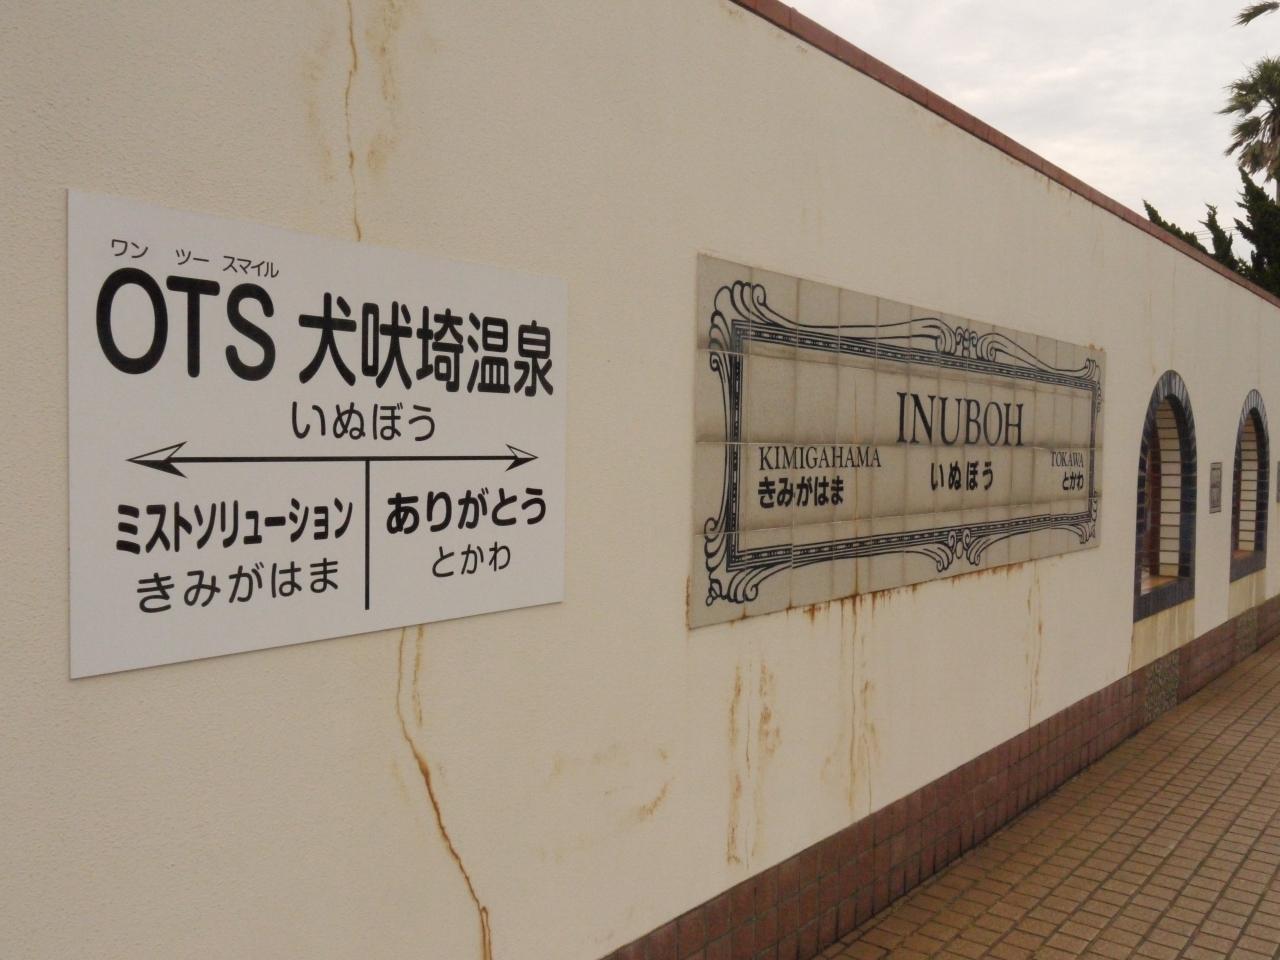 ワン ツー スマイル
OTS 犬吠埼温泉
いぬぼう
ミストソリューション
きみがはま
ありがとう
とかわ
INUBOH
いぬぼう
KIMIGAHAMA
きみがはま
TOKAWA
とかわ